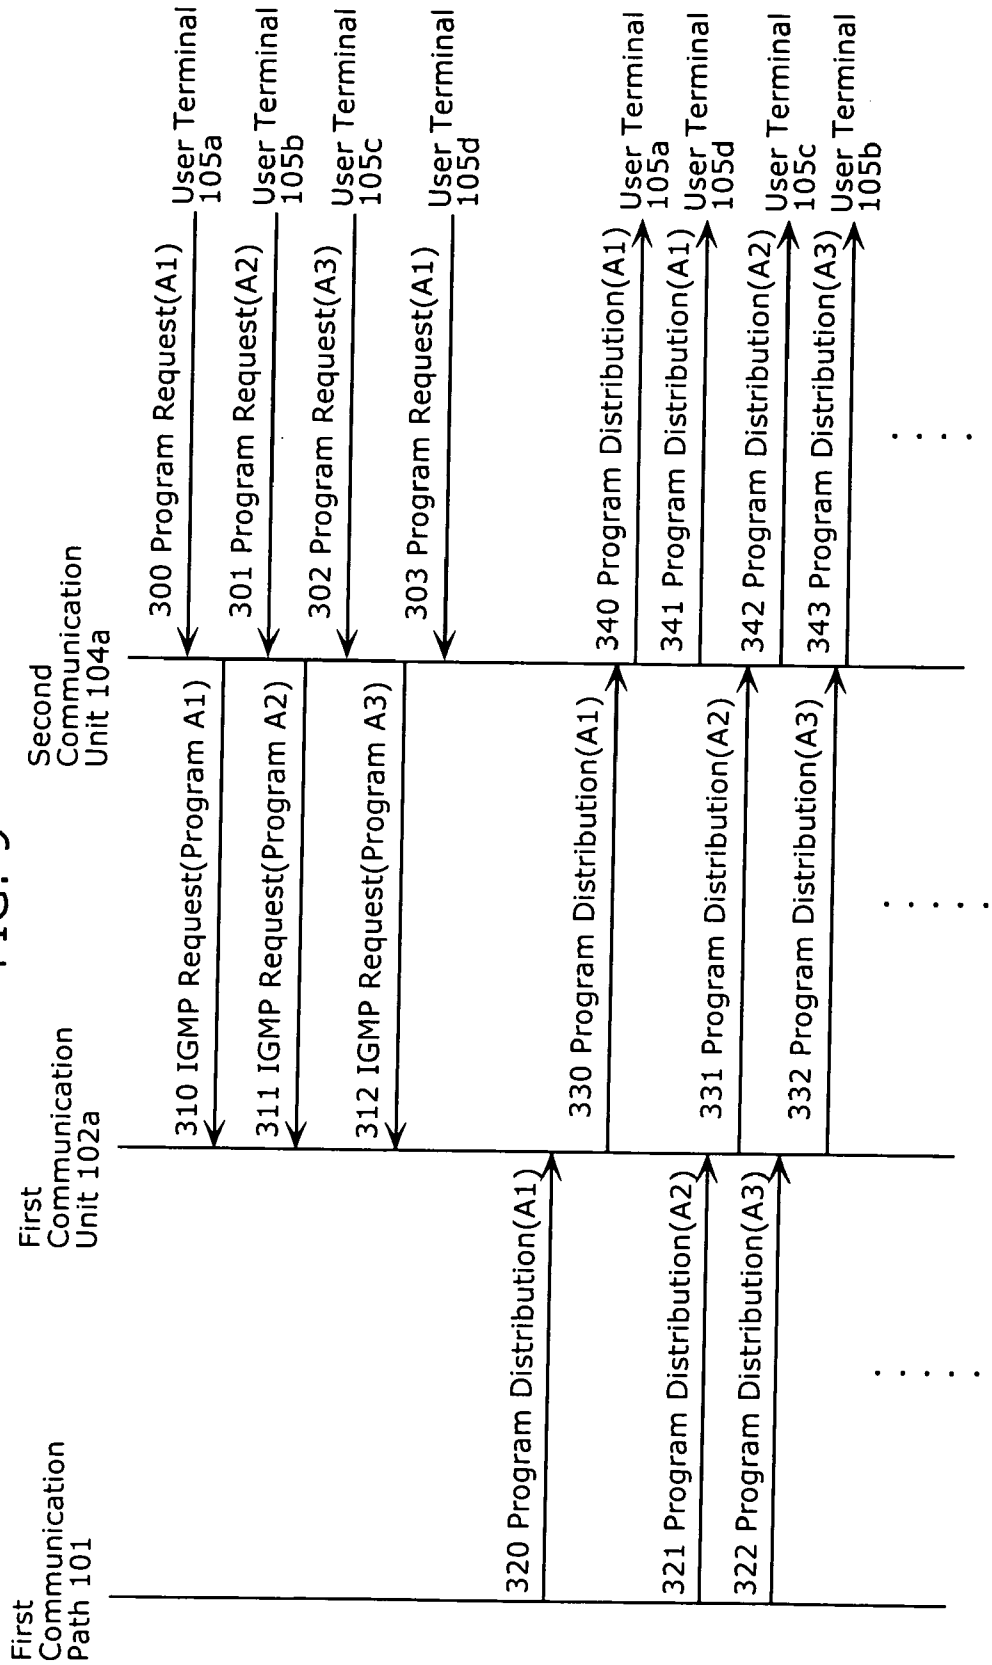 First
Communication
Path 101
First
Communication
Unit 102a
Second
Communication
Unit 104a
300 Program Request(A1)
User Terminal
105a
310 IGMP Request(Program A1)
301 Program Request(A2)
User Terminal
105b
311 IGMP Request(Program A2)
302 Program Request(A3)
User Terminal
105c
312 IGMP Request(Program A3)
303 Program Request(A1)
User Terminal
105d
320 Program Distribution(A1)
330 Program Distribution(A1)
340 Program Distribution(A1)
User Terminal
105a
341 Program Distribution(A1)
User Terminal
105d
321 Program Distribution(A2)
331 Program Distribution(A2)
342 Program Distribution(A2)
User Terminal
105c
322 Program Distribution(A3)
332 Program Distribution(A3)
343 Program Distribution(A3)
User Terminal
105b